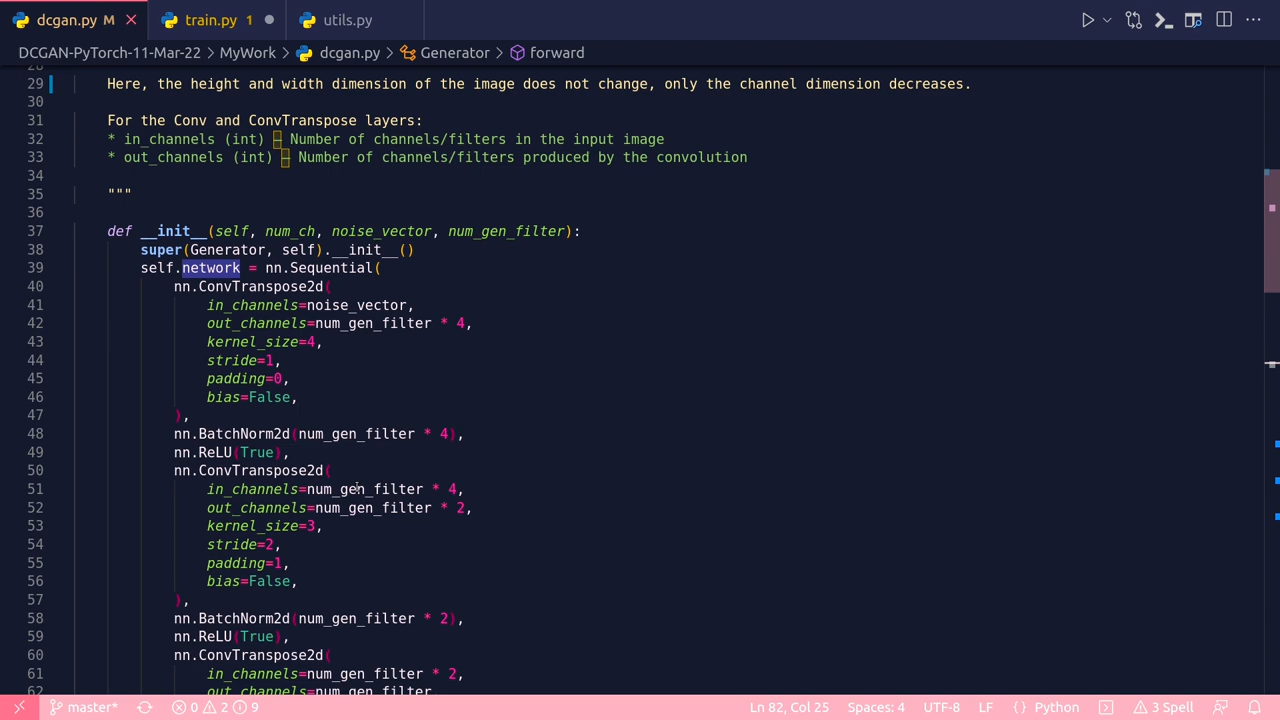 dcgan.py M
train.py 1
utils.py
DCGAN-PyTorch-11-Mar-22 > MyWork > dcgan.py > Generator > forward
28
29 Here, the height and width dimension of the image does not change, only the channel dimension decreases.
30
31 For the Conv and ConvTranspose layers:
32 * in_channels (int) – Number of channels/filters in the input image
33 * out_channels (int) – Number of channels/filters produced by the convolution
34
35 """
36
37 def __init__(self, num_ch, noise_vector, num_gen_filter):
38 super(Generator, self).__init__()
39 self.network = nn.Sequential(
40 nn.ConvTranspose2d(
41 in_channels=noise_vector,
42 out_channels=num_gen_filter * 4,
43 kernel_size=4,
44 stride=1,
45 padding=0,
46 bias=False,
47 ),
48 nn.BatchNorm2d(num_gen_filter * 4),
49 nn.ReLU(True),
50 nn.ConvTranspose2d(
51 in_channels=num_gen_filter * 4,
52 out_channels=num_gen_filter * 2,
53 kernel_size=3,
54 stride=2,
55 padding=1,
56 bias=False,
57 ),
58 nn.BatchNorm2d(num_gen_filter * 2),
59 nn.ReLU(True),
60 nn.ConvTranspose2d(
61 in_channels=num_gen_filter * 2,
62 out_channels=num_gen_filter
master* 0 2 9 Ln 82, Col 25 Spaces: 4 UTF-8 LF {} Python 3 Spell